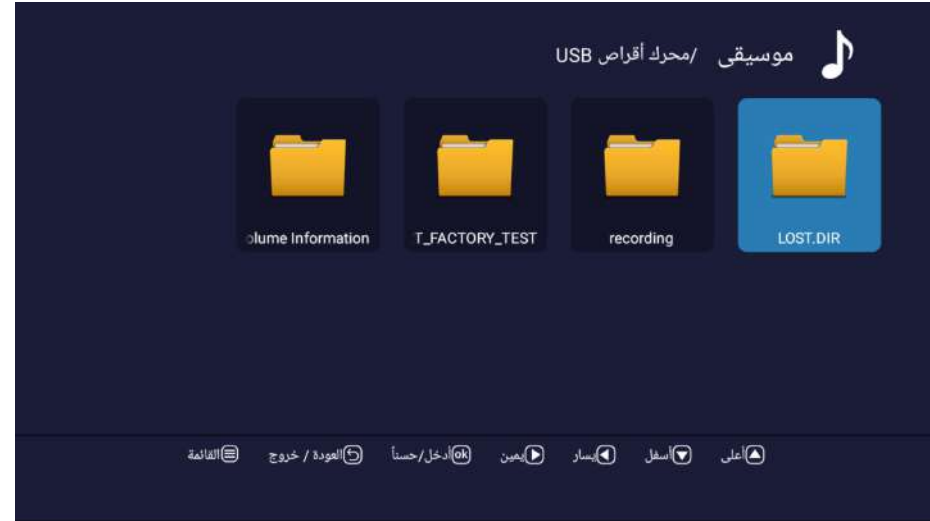 موسيقى /محرك أقراص USB
LOST.DIR
recording
T_FACTORY_TEST
olume Information
أعلى أسفل يسار يمين ok أدخل/حسناً العودة / خروج القائمة